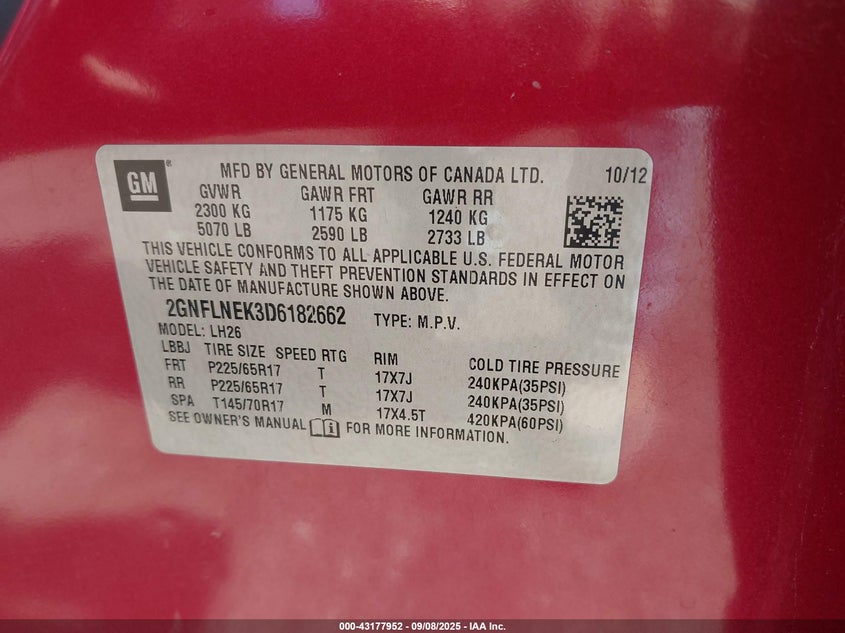 GM® MFD BY GENERAL MOTORS OF CANADA LTD. 10/12
GVWR GAWR FRT GAWR RR
2300 KG 1175 KG 1240 KG
5070 LB 2590 LB 2733 LB
THIS VEHICLE CONFORMS TO ALL APPLICABLE U.S. FEDERAL MOTOR
VEHICLE SAFETY AND THEFT PREVENTION STANDARDS IN EFFECT ON
THE DATE OF MANUFACTURE SHOWN ABOVE.
2GNFLNEK3D6182662 TYPE: M.P.V.
MODEL: LH26
LBBJ TIRE SIZE SPEED RTG RIM COLD TIRE PRESSURE
FRT P225/65R17 T 17X7J 240KPA(35PSI)
RR P225/65R17 T 17X7J 240KPA(35PSI)
SPA T145/70R17 M 17X4.5T 420KPA(60PSI)
SEE OWNER'S MANUAL FOR MORE INFORMATION.
000-43177952 - 09/08/2025 - IAA Inc.